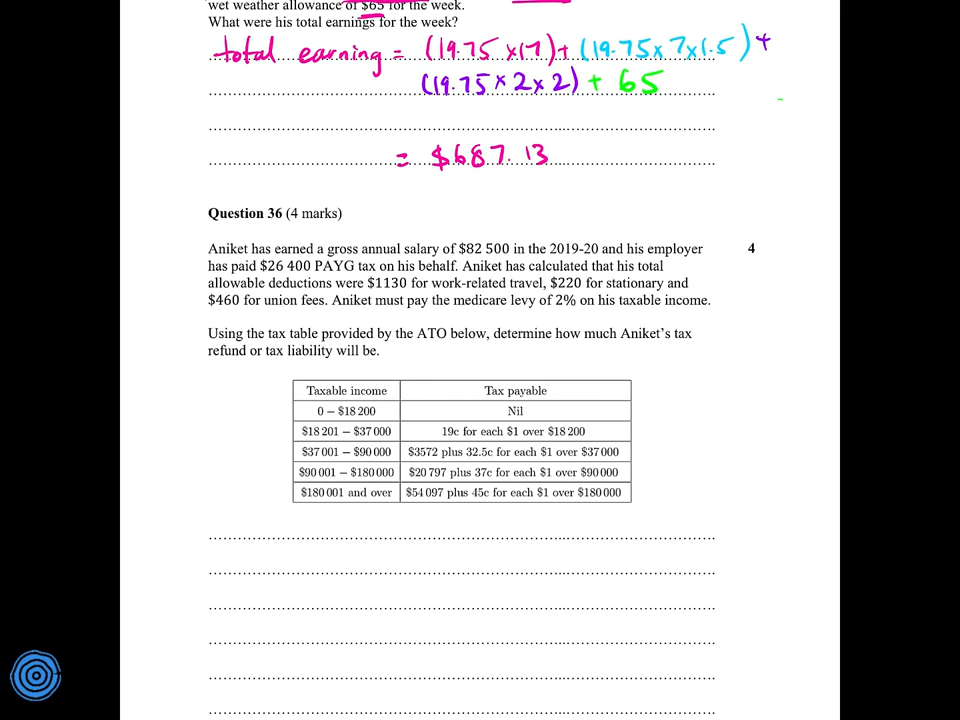 wet weather allowance of $65 for the week.
What were his total earnings for the week?
total earning = (19.75 × 17) + (19.75 × 7 × 1.5) +
(19.75 × 2 × 2) + 65
= $687.13
Question 36 (4 marks)
Aniket has earned a gross annual salary of $82 500 in the 2019-20 and his employer 4
has paid $26 400 PAYG tax on his behalf. Aniket has calculated that his total
allowable deductions were $1130 for work-related travel, $220 for stationary and
$460 for union fees. Aniket must pay the medicare levy of 2% on his taxable income.
Using the tax table provided by the ATO below, determine how much Aniket's tax
refund or tax liability will be.
Taxable income Tax payable
0 – $18 200 Nil
$18 201 – $37 000 19c for each $1 over $18 200
$37 001 – $90 000 $3572 plus 32.5c for each $1 over $37 000
$90 001 – $180 000 $20 797 plus 37c for each $1 over $90 000
$180 001 and over $54 097 plus 45c for each $1 over $180 000